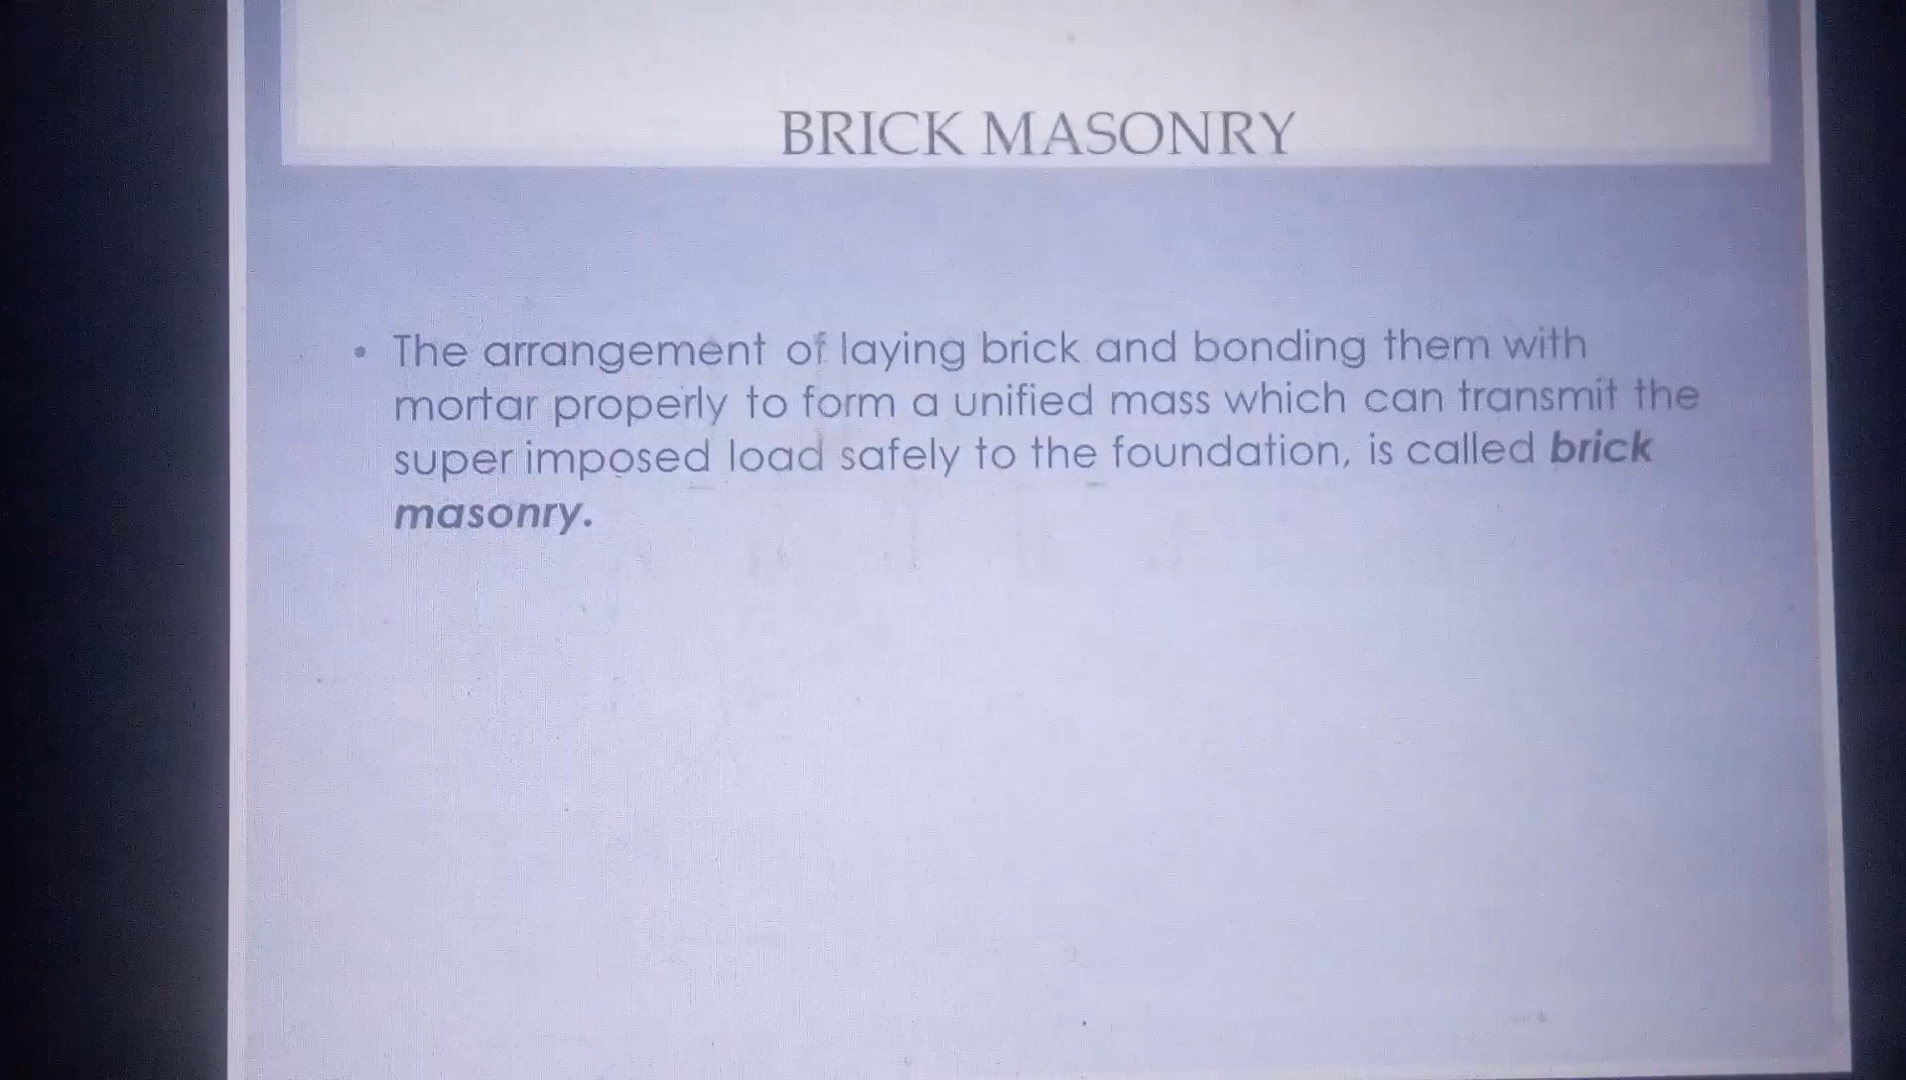 BRICK MASONRY
• The arrangement of laying brick and bonding them with
mortar properly to form a unified mass which can transmit the
super imposed load safely to the foundation, is called brick
masonry.